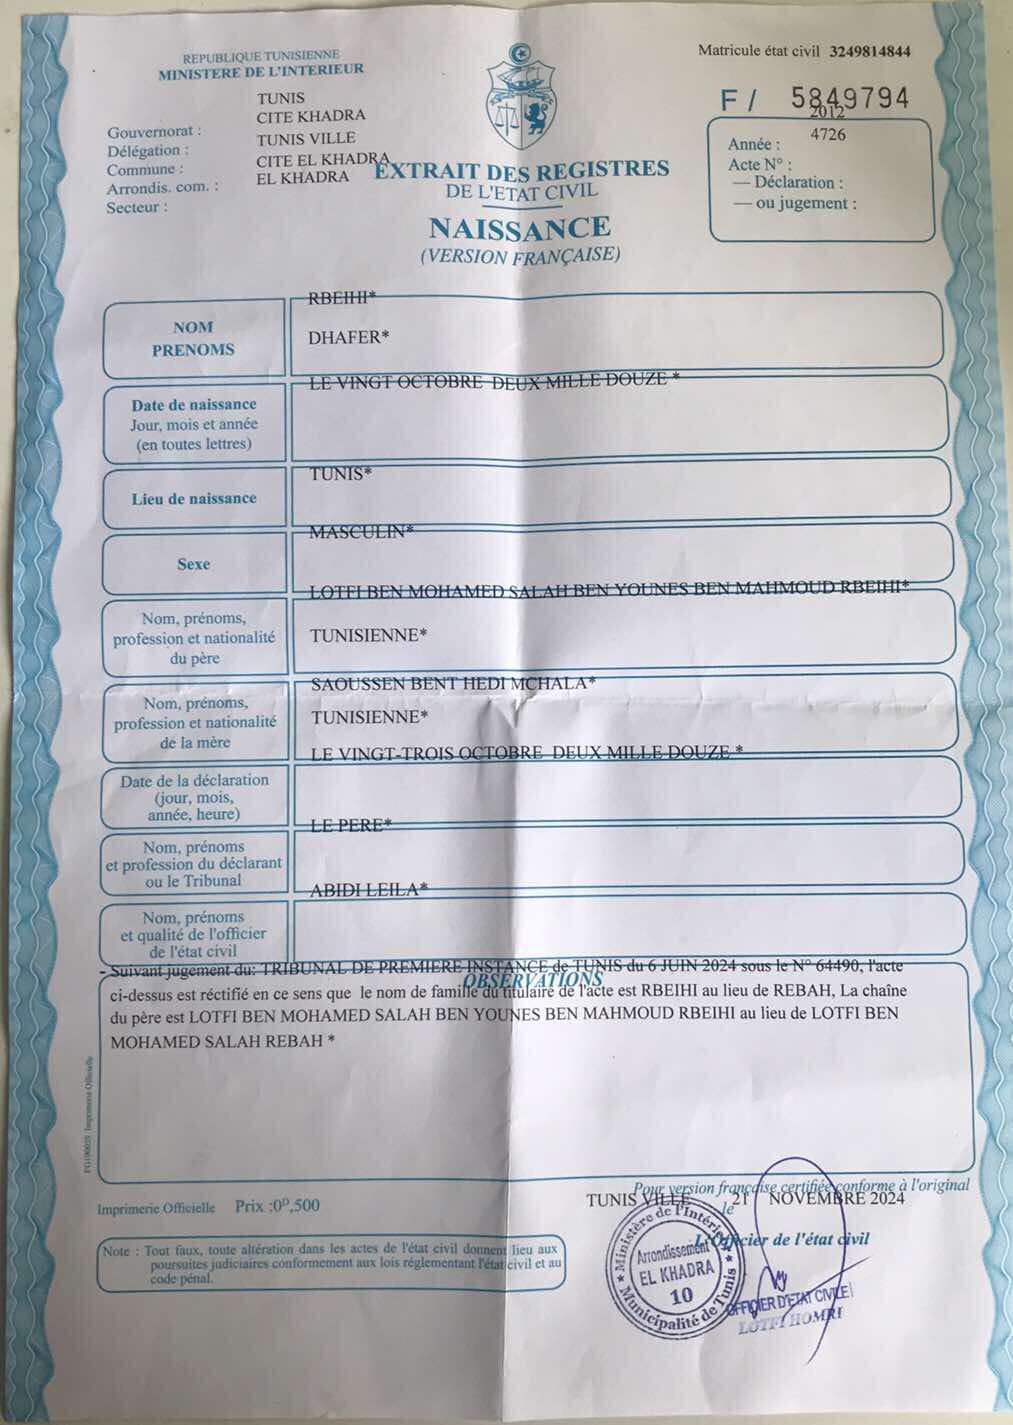 REPUBLIQUE TUNISIENNE
MINISTERE DE L'INTERIEUR
Matricule état civil 3249814844
F / 5849794
TUNIS
CITE KHADRA
Gouvernorat :
TUNIS VILLE
Délégation :
CITE EL KHADRA
Commune :
EL KHADRA
Arrondis. com. :
Secteur :
EXTRAIT DES REGISTRES
DE L'ETAT CIVIL
NAISSANCE
(VERSION FRANÇAISE)
2012
4726
Année :
Acte N° :
— Déclaration :
— ou jugement :
RBEIHI*
NOM
PRENOMS
DHAFER*
LE VINGT OCTOBRE DEUX MILLE DOUZE *
Date de naissance
Jour, mois et année
(en toutes lettres)
TUNIS*
Lieu de naissance
MASCULIN*
Sexe
LOTFI BEN MOHAMED SALAH BEN YOUNES BEN MAHMOUD RBEIHI*
Nom, prénoms,
profession et nationalité
du père
TUNISIENNE*
SAOUSSEN BENT HEDI MCHALA*
Nom, prénoms,
profession et nationalité
de la mère
TUNISIENNE*
LE VINGT-TROIS OCTOBRE DEUX MILLE DOUZE *
Date de la déclaration
(jour, mois,
année, heure)
LE PERE*
Nom, prénoms
et profession du déclarant
ou le Tribunal
ABIDI LEILA*
Nom, prénoms
et qualité de l'officier
de l'état civil
OBSERVATIONS
- Suivant jugement du: TRIBUNAL DE PREMIERE INSTANCE de TUNIS du 6 JUIN 2024 sous le N° 64490, l'acte
ci-dessus est réctifié en ce sens que le nom de famille du titulaire de l'acte est RBEIHI au lieu de REBAH, La chaîne
du père est LOTFI BEN MOHAMED SALAH BEN YOUNES BEN MAHMOUD RBEIHI au lieu de LOTFI BEN
MOHAMED SALAH REBAH *
Imprimerie Officielle
Imprimerie Officielle Prix :0ᴰ,500
Pour version française certifiée conforme à l'original
TUNIS VILLE le 21 NOVEMBRE 2024
L'Officier de l'état civil
Note : Tout faux, toute altération dans les actes de l'état civil donnent lieu aux
poursuites judiciaires conformement aux lois réglementant l'état civil et au
code pénal.
Ministère de l'Intérieur
Arrondissement
EL KHADRA
10
Municipalité de Tunis
OFFICIER D'ETAT CIVILE
LOTFI HOMRI